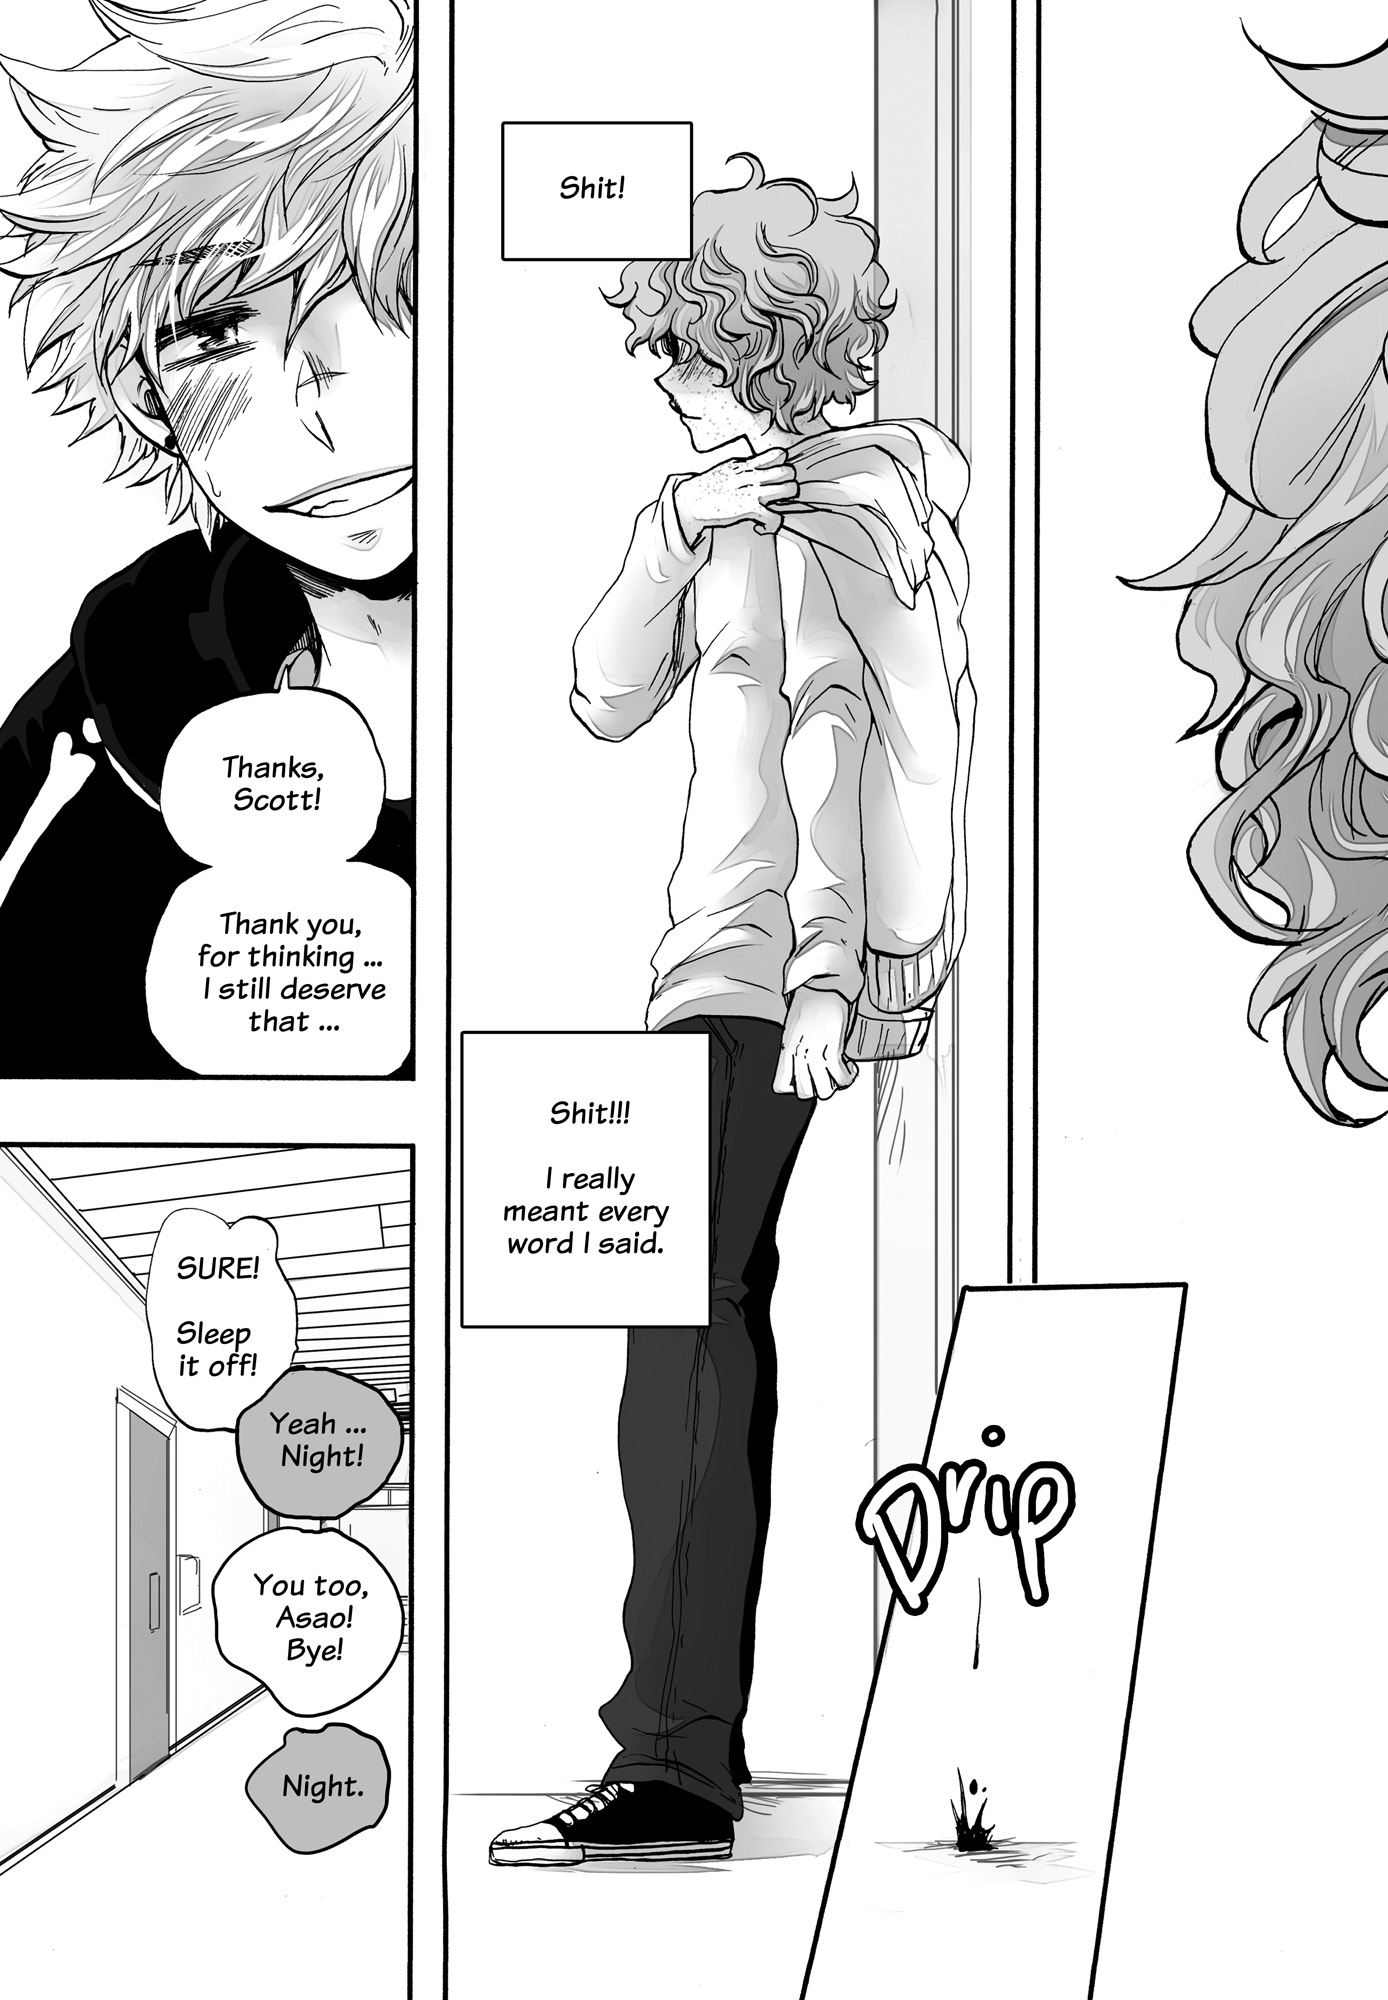 Thanks,
Scott!
Thank you,
for thinking ...
I still deserve
that ...
SURE!
Sleep
it off!
Yeah ...
Night!
You too,
Asao!
Bye!
Night.
Shit!
Shit!!!
I really
meant every
word I said.
Drip